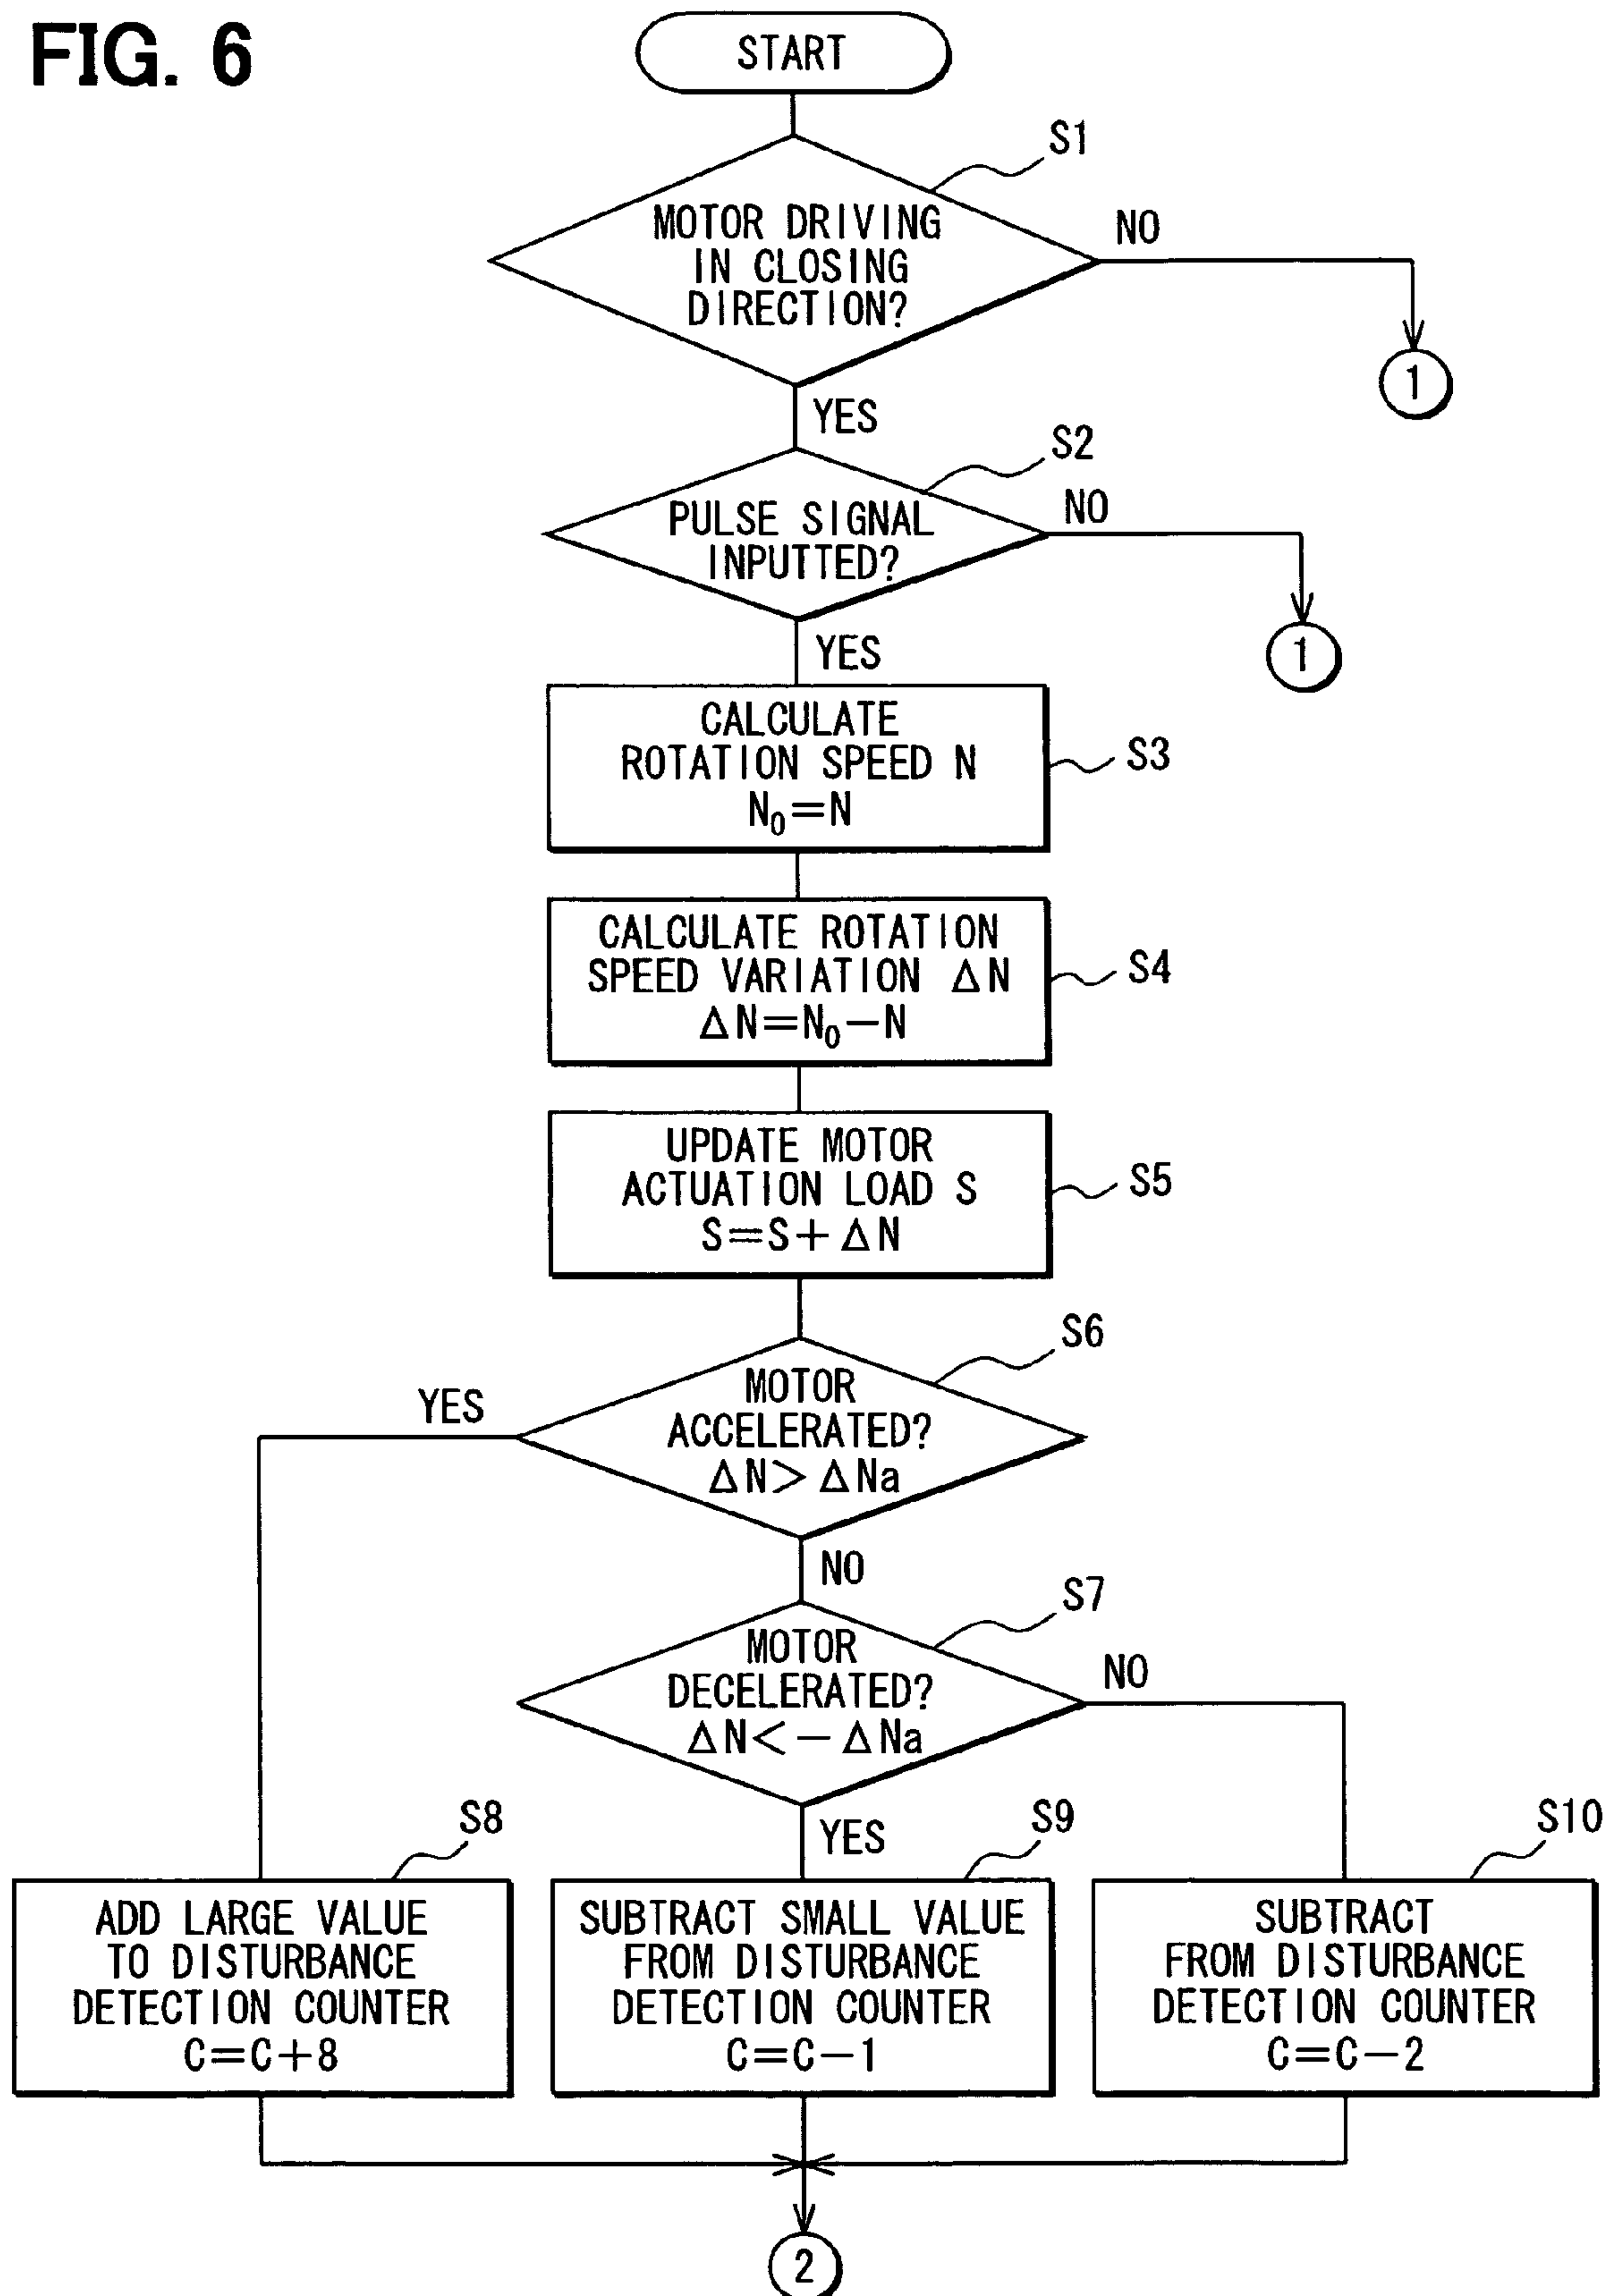 FIG. 6
START
S1
MOTOR DRIVING
IN CLOSING
DIRECTION?
NO
1
YES
S2
PULSE SIGNAL
INPUTTED?
NO
1
YES
CALCULATE
ROTATION SPEED N
N₀=N
S3
CALCULATE ROTATION
SPEED VARIATION ΔN
ΔN=N₀−N
S4
UPDATE MOTOR
ACTUATION LOAD S
S=S+ΔN
S5
S6
MOTOR
ACCELERATED?
ΔN>ΔNa
YES
NO
S7
MOTOR
DECELERATED?
ΔN<−ΔNa
NO
YES
S8
ADD LARGE VALUE
TO DISTURBANCE
DETECTION COUNTER
C=C+8
S9
SUBTRACT SMALL VALUE
FROM DISTURBANCE
DETECTION COUNTER
C=C−1
S10
SUBTRACT
FROM DISTURBANCE
DETECTION COUNTER
C=C−2
2